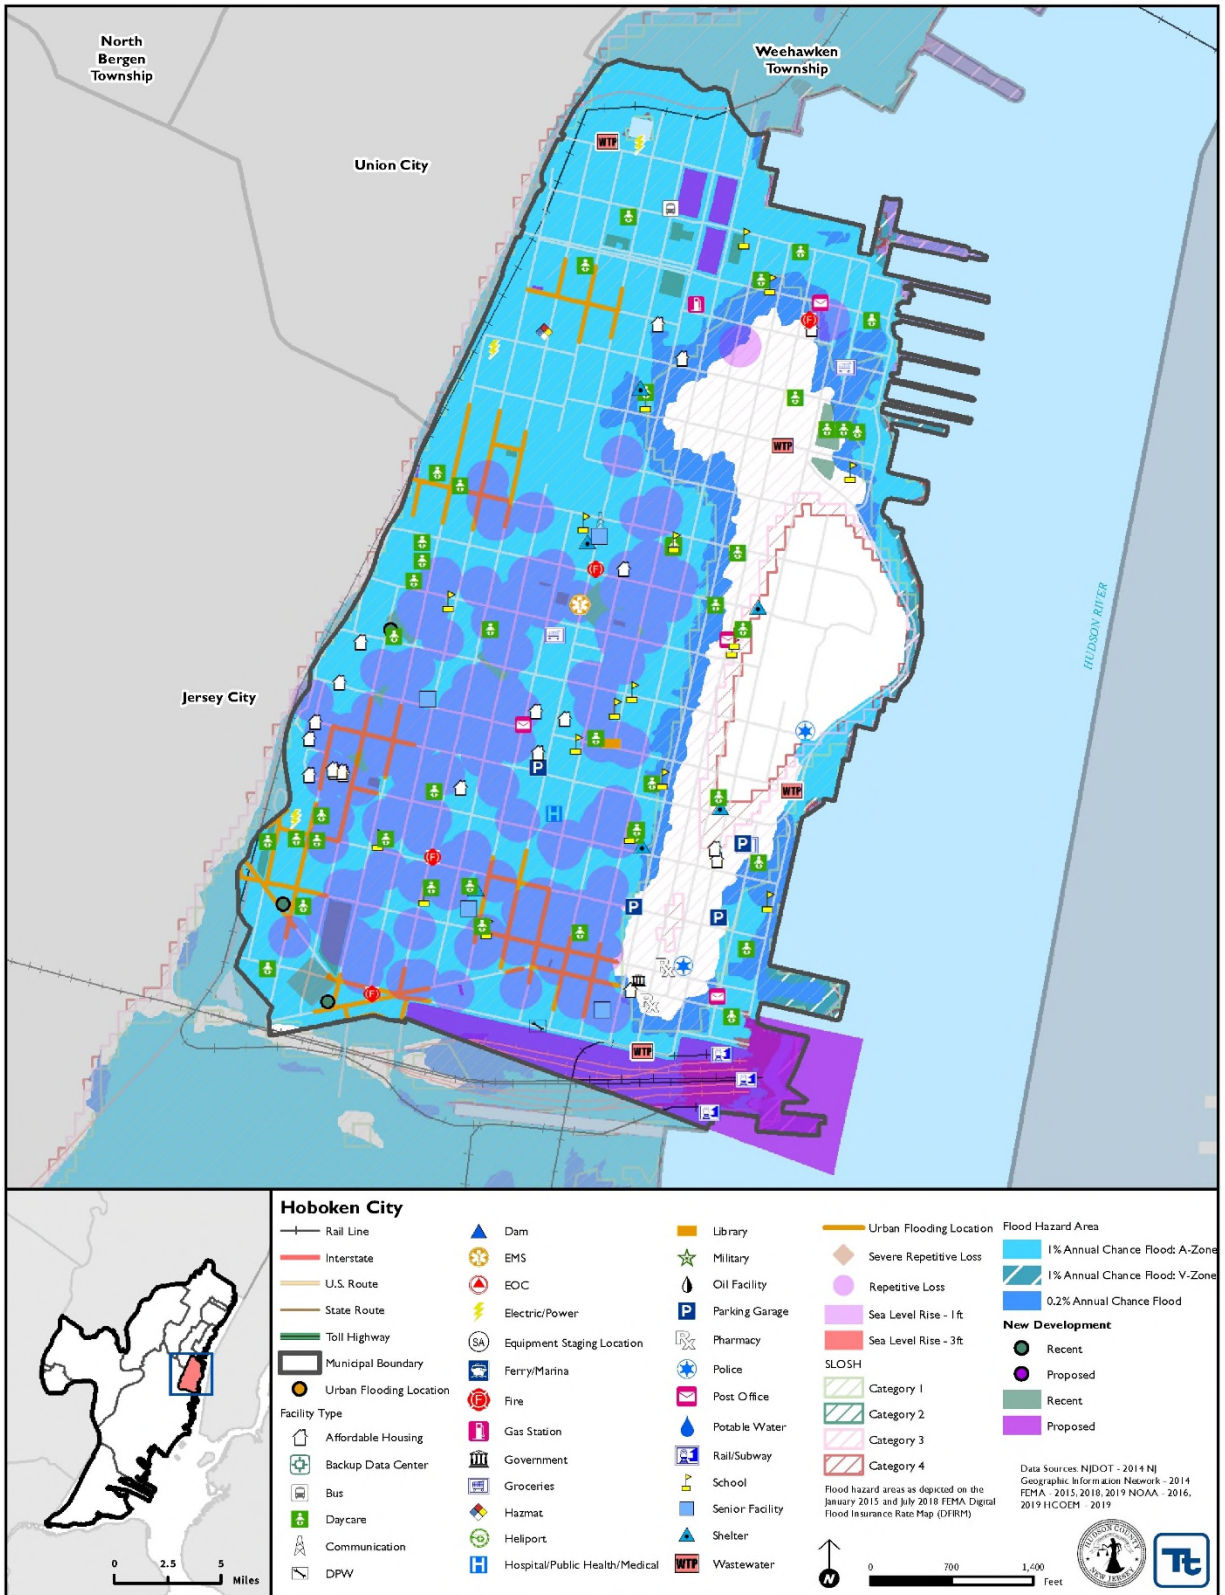 North
Bergen
Township
Weehawken
Township
Union City
Jersey City
HUDSON RIVER
WTP
WTP
WTP
WTP
Hoboken City
Rail Line
Interstate
U.S. Route
State Route
Toll Highway
Municipal Boundary
Urban Flooding Location
Facility Type
Affordable Housing
Backup Data Center
Bus
Daycare
Communication
DPW
Dam
EMS
EOC
Electric/Power
SA
Equipment Staging Location
Ferry/Marina
Fire
Gas Station
Government
Groceries
Hazmat
Heliport
H
Hospital/Public Health/Medical
Library
Military
Oil Facility
P
Parking Garage
Rx
Pharmacy
Police
Post Office
Potable Water
Rail/Subway
School
Senior Facility
Shelter
WTP
Wastewater
Urban Flooding Location
Severe Repetitive Loss
Repetitive Loss
Sea Level Rise - 1ft
Sea Level Rise - 3ft
SLOSH
Category 1
Category 2
Category 3
Category 4
Flood hazard areas as depicted on the
January 2015 and July 2018 FEMA Digital
Flood Insurance Rate Map (DFIRM)
Flood Hazard Area
1% Annual Chance Flood: A-Zone
1% Annual Chance Flood: V-Zone
0.2% Annual Chance Flood
New Development
Recent
Proposed
Recent
Proposed
Data Sources: NJDOT - 2014 NJ
Geographic Information Network - 2014
FEMA - 2015, 2018, 2019 NOAA - 2016,
2019 HCOEM - 2019
0 2.5 5
Miles
N
0 700 1,400
Feet
HUDSON COUNTY
NEW JERSEY
Tt